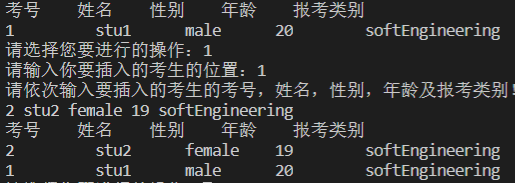 考号 姓名 性别 年龄 报考类别
1 stu1 male 20 softEngineering
请选择您要进行的操作：1
请输入你要插入的考生的位置：1
请依次输入要插入的考生的考号，姓名，性别，年龄及报考类别！
2 stu2 female 19 softEngineering
考号 姓名 性别 年龄 报考类别
2 stu2 female 19 softEngineering
1 stu1 male 20 softEngineering